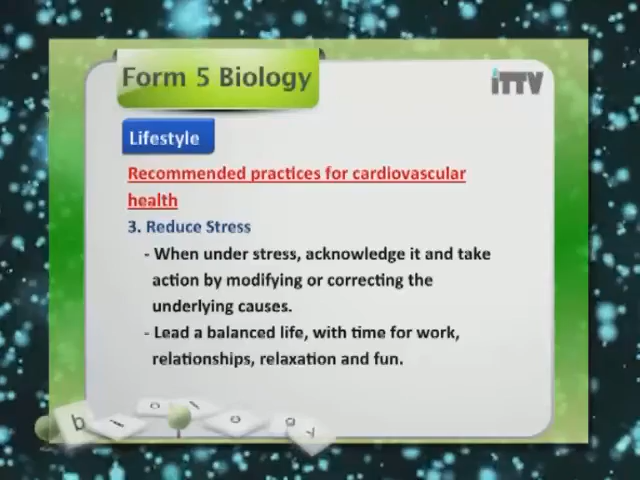 Form 5 Biology
iTTV
Lifestyle
Recommended practices for cardiovascular
health
3. Reduce Stress
- When under stress, acknowledge it and take
action by modifying or correcting the
underlying causes.
- Lead a balanced life, with time for work,
relationships, relaxation and fun.
b i o l o g y